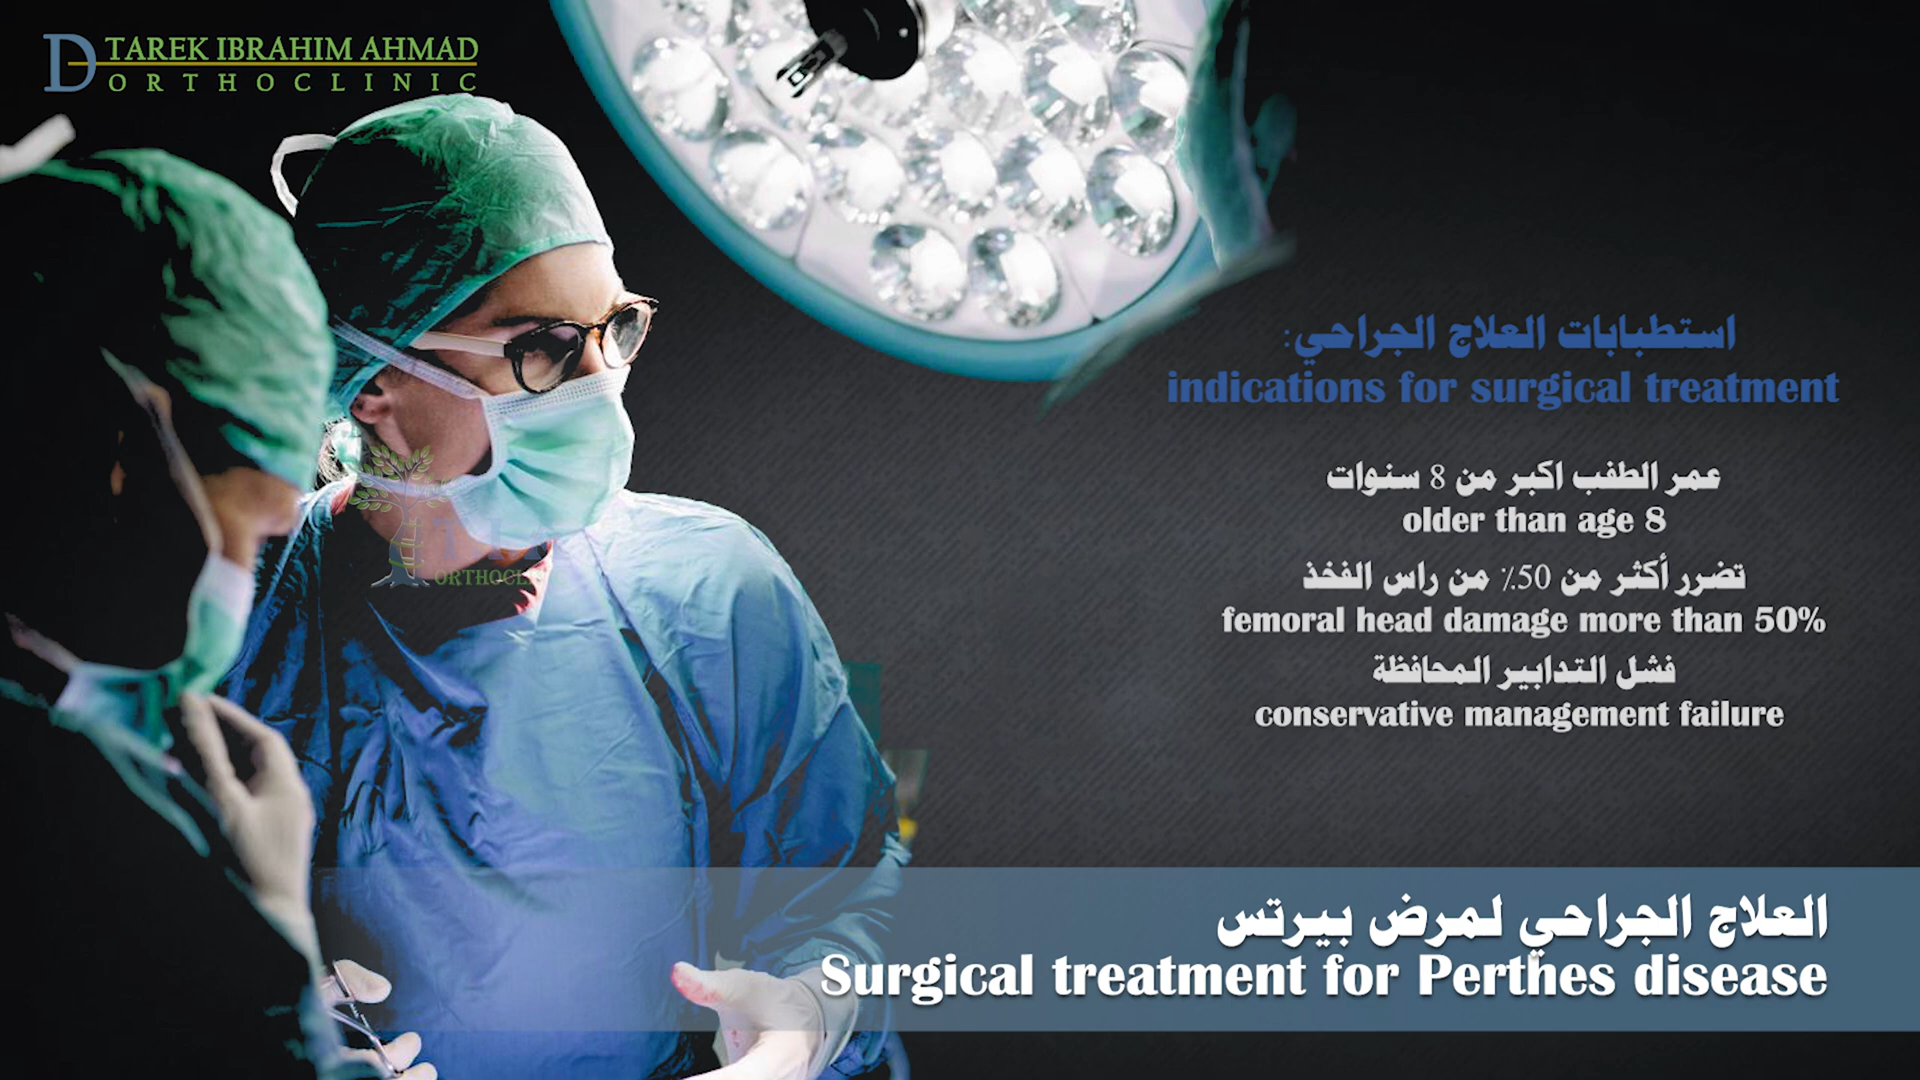 D TAREK IBRAHIM AHMAD
ORTHOCLINIC
استطبابات العلاج الجراحي:
indications for surgical treatment
عمر الطفب اكبر من 8 سنوات
older than age 8
تضرر أكثر من 50٪ من راس الفخذ
femoral head damage more than 50%
فشل التدابير المحافظة
conservative management failure
العلاج الجراحي لمرض بيرتس
Surgical treatment for Perthes disease